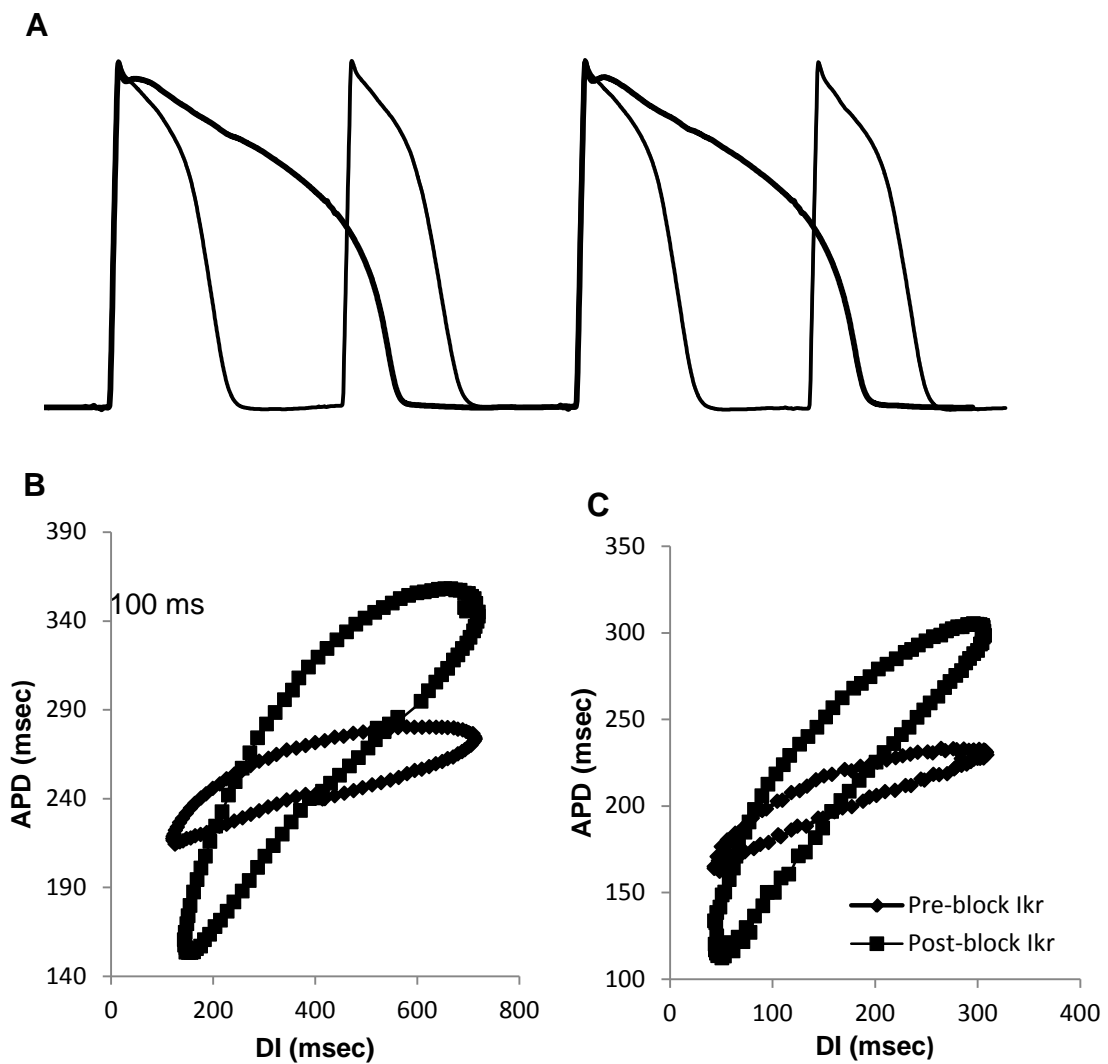 A
B
390
340
290
240
190
140
100 ms
APD (msec)
0 200 400 600 800
DI (msec)
C
350
300
250
200
150
100
APD (msec)
Pre-block Ikr
Post-block Ikr
0 100 200 300 400
DI (msec)